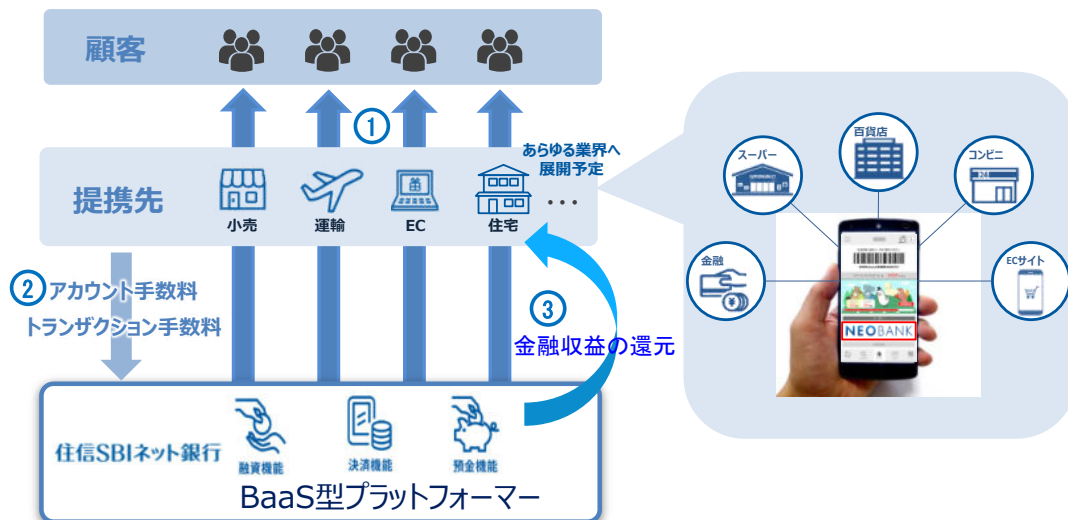 顧客
①
あらゆる業界へ
展開予定
提携先
小売
運輸
EC
住宅
・・・
② アカウント手数料
トランザクション手数料
③
金融収益の還元
住信SBIネット銀行
融資機能
決済機能
預金機能
BaaS型プラットフォーマー
百貨店
スーパー
コンビニ
24
金融
ECサイト
NEOBANK